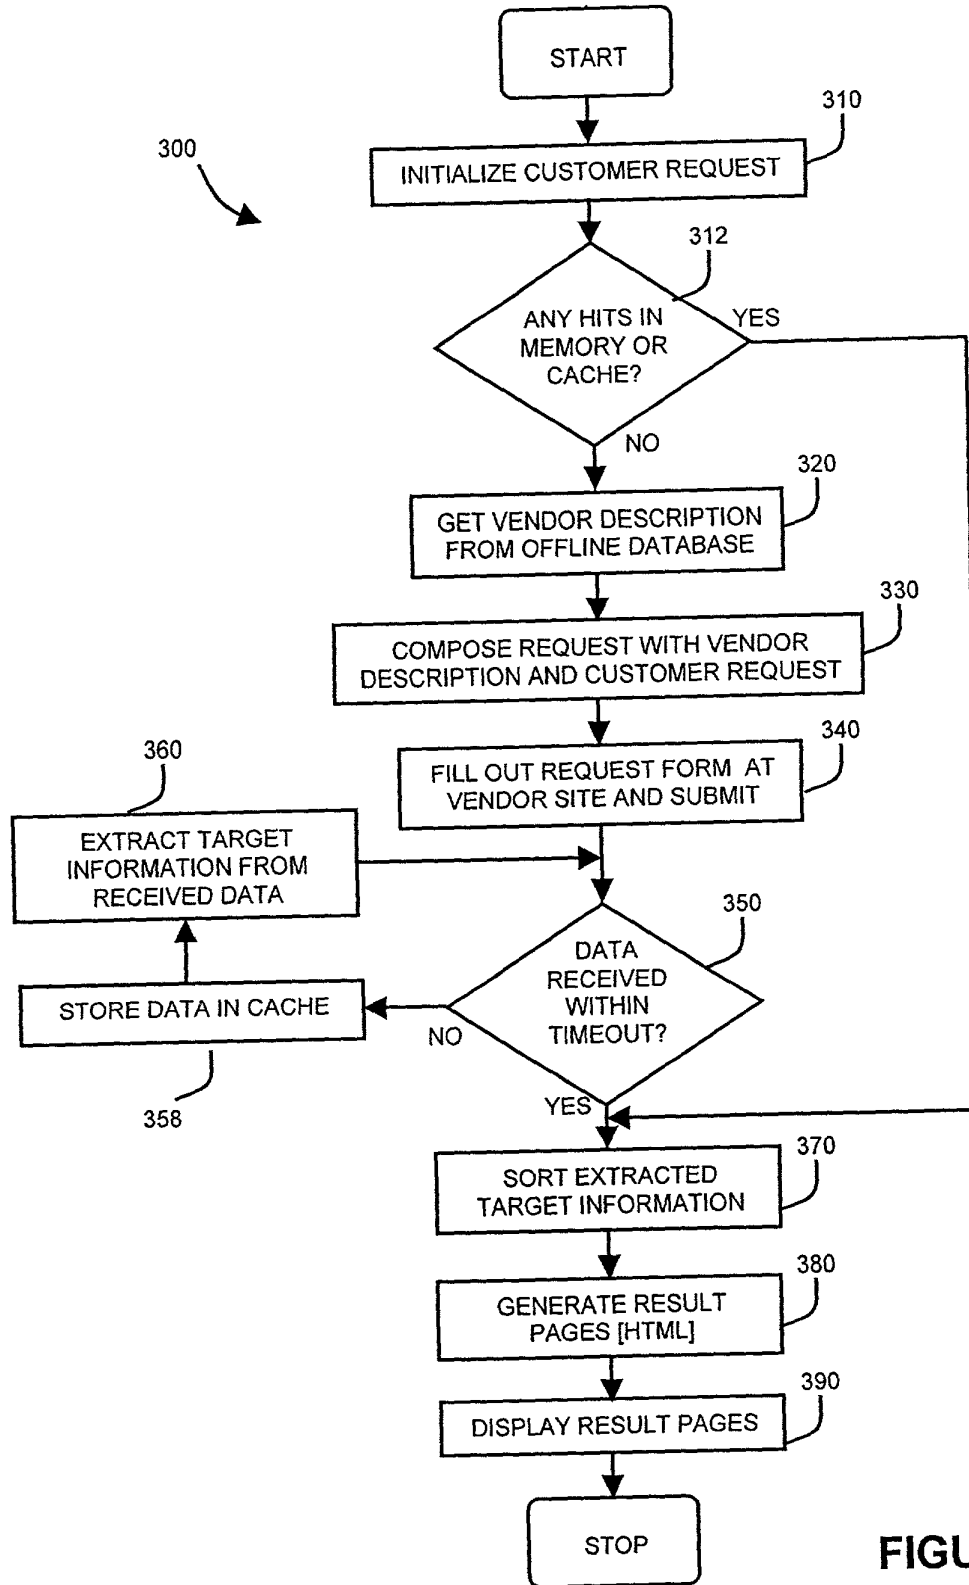 START
310
300
INITIALIZE CUSTOMER REQUEST
312
ANY HITS IN
MEMORY OR
CACHE?
YES
NO
320
GET VENDOR DESCRIPTION
FROM OFFLINE DATABASE
330
COMPOSE REQUEST WITH VENDOR
DESCRIPTION AND CUSTOMER REQUEST
340
FILL OUT REQUEST FORM AT
VENDOR SITE AND SUBMIT
360
EXTRACT TARGET
INFORMATION FROM
RECEIVED DATA
350
DATA
RECEIVED
WITHIN
TIMEOUT?
STORE DATA IN CACHE
NO
358
YES
370
SORT EXTRACTED
TARGET INFORMATION
380
GENERATE RESULT
PAGES [HTML]
390
DISPLAY RESULT PAGES
STOP
FIGU